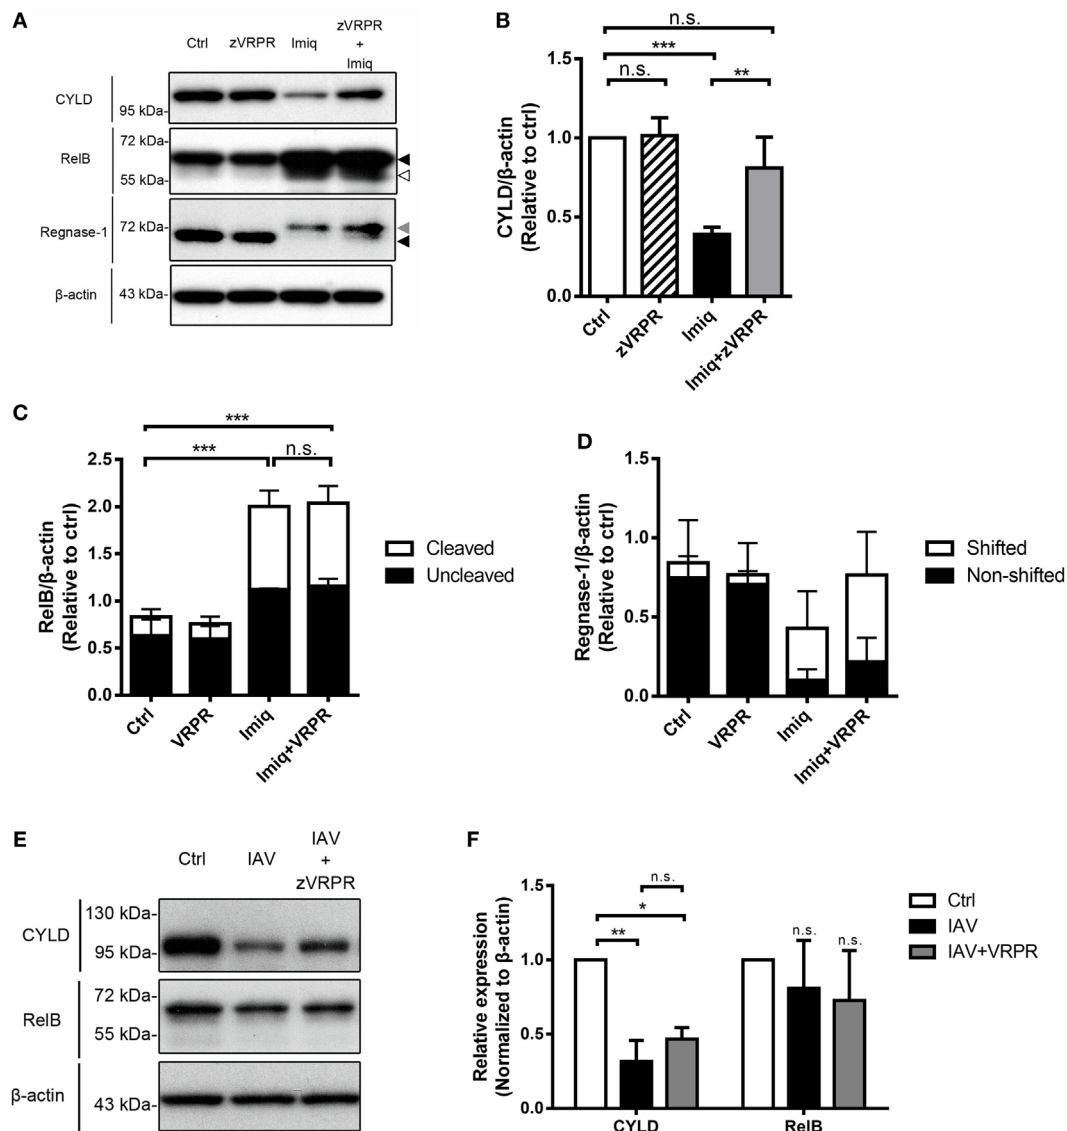 A
Ctrl zVRPR Imiq zVRPR
+
Imiq
CYLD
95 kDa-
RelB
72 kDa-
55 kDa-
Regnase-1
72 kDa-
β-actin
43 kDa-
B
n.s.
***
n.s.
**
CYLD/β-actin
(Relative to ctrl)
1.5
1.0
0.5
0.0
Ctrl
zVRPR
Imiq
Imiq+zVRPR
C
***
***
n.s.
RelB/β-actin
(Relative to ctrl)
2.5
2.0
1.5
1.0
0.5
0.0
Ctrl
VRPR
Imiq
Imiq+VRPR
Cleaved
Uncleaved
D
Regnase-1/β-actin
(Relative to ctrl)
1.5
1.0
0.5
0.0
Ctrl
VRPR
Imiq
Imiq+VRPR
Shifted
Non-shifted
E
Ctrl IAV IAV
+
zVRPR
CYLD
130 kDa-
95 kDa-
RelB
72 kDa-
55 kDa-
β-actin
43 kDa-
F
n.s.
*
**
n.s.
n.s.
Relative expression
(Normalized to β-actin)
1.5
1.0
0.5
0.0
CYLD RelB
Ctrl
IAV
IAV+VRPR